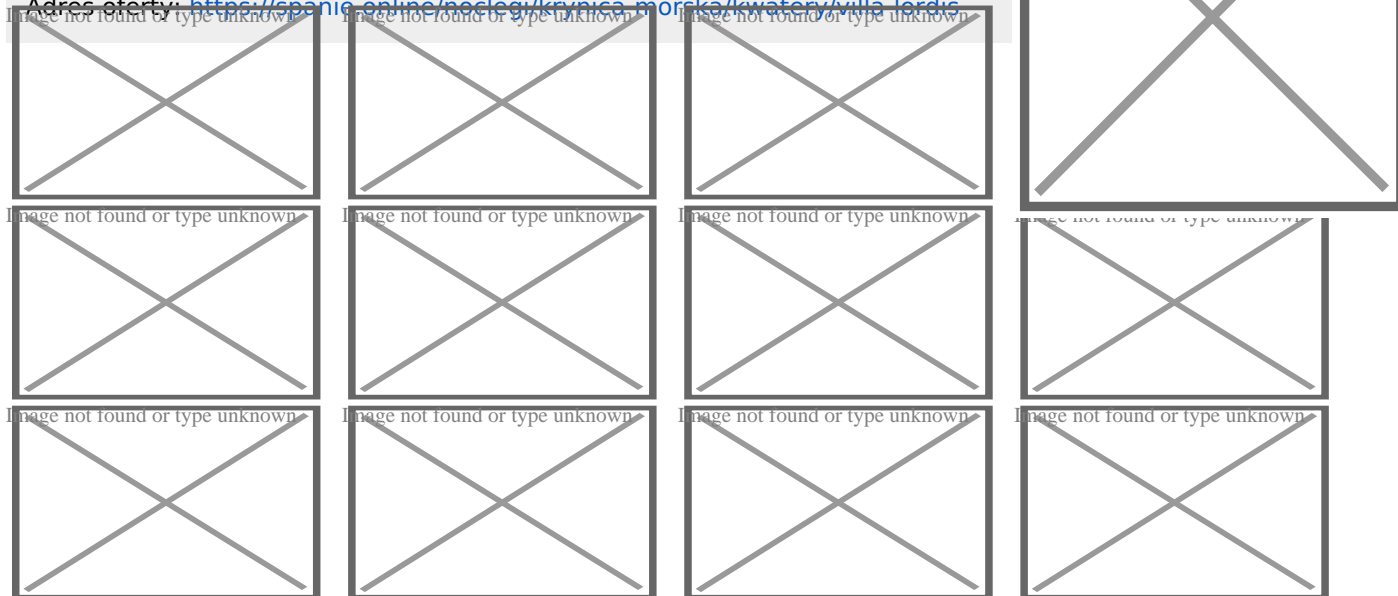 Adres oferty: https://spanie.online/noclegi/krynica-morska/kwatery/villa-lordis
Image not found or type unknown Image not found or type unknown Image not found or type unknown
Image not found or type unknown Image not found or type unknown Image not found or type unknown Image not found or type unknown
Image not found or type unknown Image not found or type unknown Image not found or type unknown Image not found or type unknown